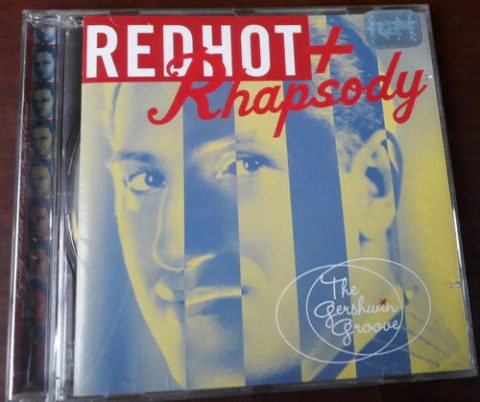 REDHOT+
Rhapsody
The
Gershwin
Groove